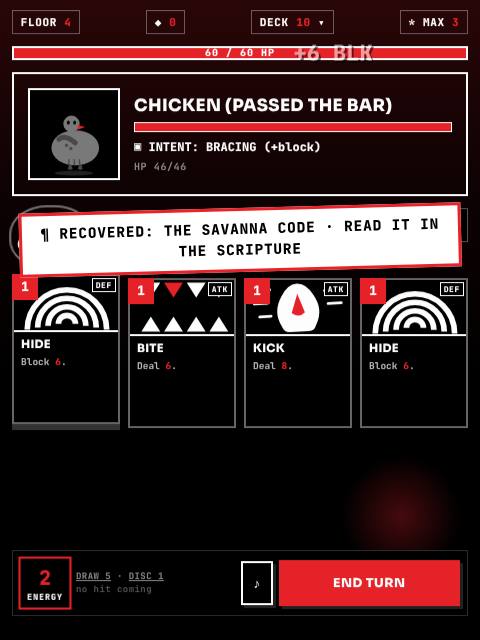 FLOOR 4
◆ 0
DECK 10 ▾
* MAX 3
60 / 60 HP
+6 BLK
CHICKEN (PASSED THE BAR)
▣ INTENT: BRACING (+block)
HP 46/46
¶ RECOVERED: THE SAVANNA CODE · READ IT IN
THE SCRIPTURE
1 DEF
HIDE
Block 6.
1 ATK
BITE
Deal 6.
1 ATK
KICK
Deal 8.
1 DEF
HIDE
Block 6.
2
ENERGY
DRAW 5 · DISC 1
no hit coming
♪
END TURN